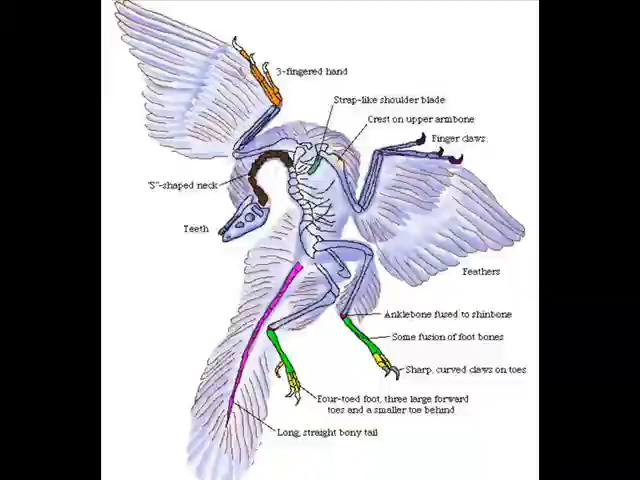 3-fingered hand
Strap-like shoulder blade
Crest on upper armbone
Finger claws
"S"-shaped neck
Teeth
Feathers
Anklebone fused to shinbone
Some fusion of foot bones
Sharp, curved claws on toes
Four-toed foot, three large forward
toes and a smaller toe behind
Long, straight bony tail